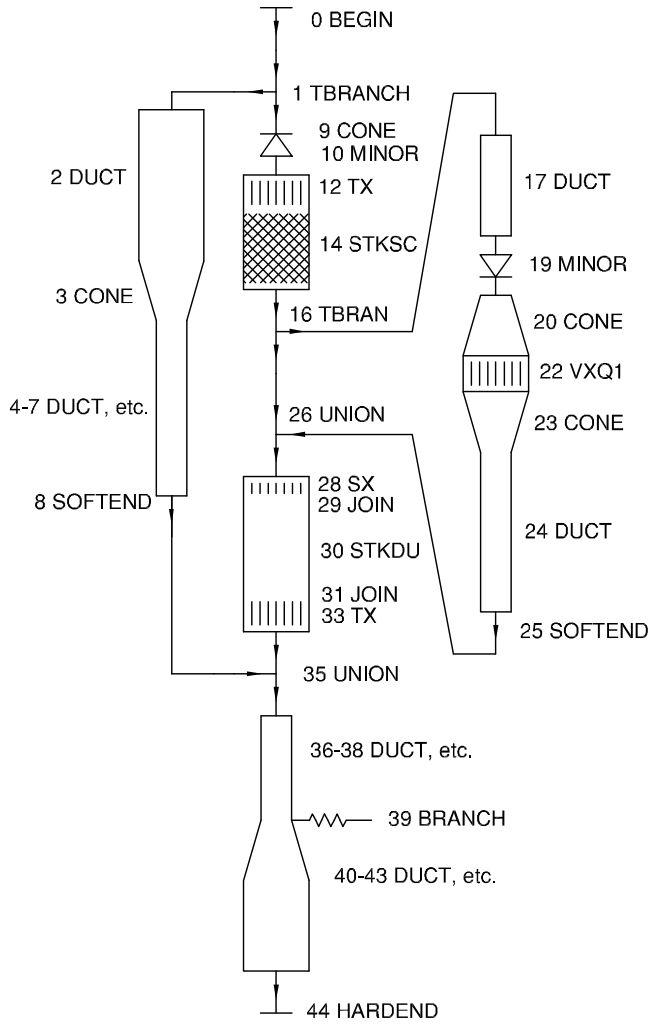 0 BEGIN
1 TBRANCH
9 CONE
10 MINOR
2 DUCT
12 TX
17 DUCT
14 STKSC
19 MINOR
3 CONE
16 TBRAN
20 CONE
22 VXQ1
4-7 DUCT, etc.
26 UNION
23 CONE
8 SOFTEND
28 SX
29 JOIN
24 DUCT
30 STKDU
31 JOIN
33 TX
25 SOFTEND
35 UNION
36-38 DUCT, etc.
39 BRANCH
40-43 DUCT, etc.
44 HARDEND